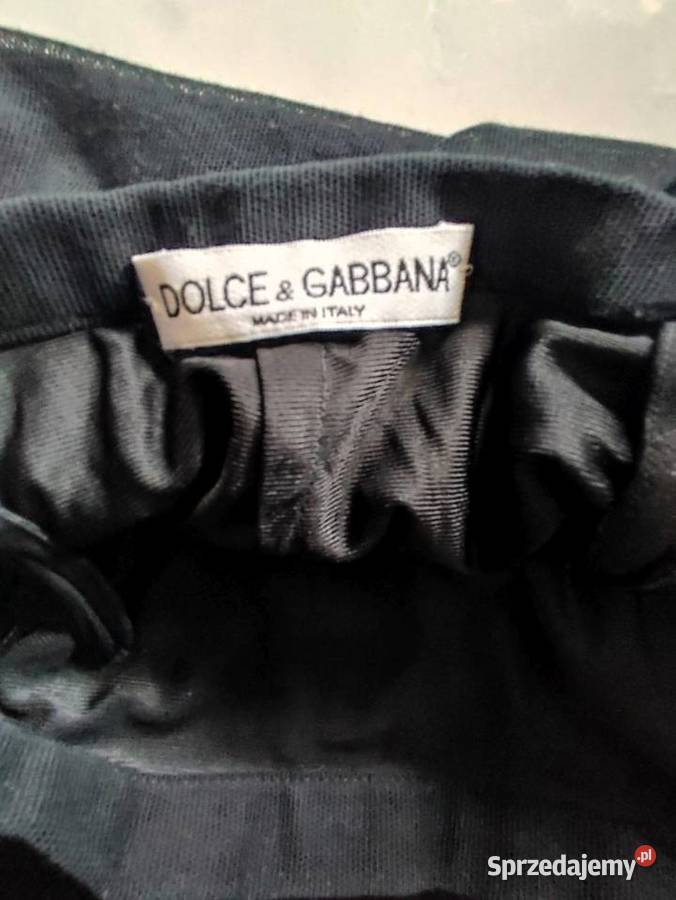 DOLCE & GABBANA®
MADE IN ITALY
Sprzedajemy.pl